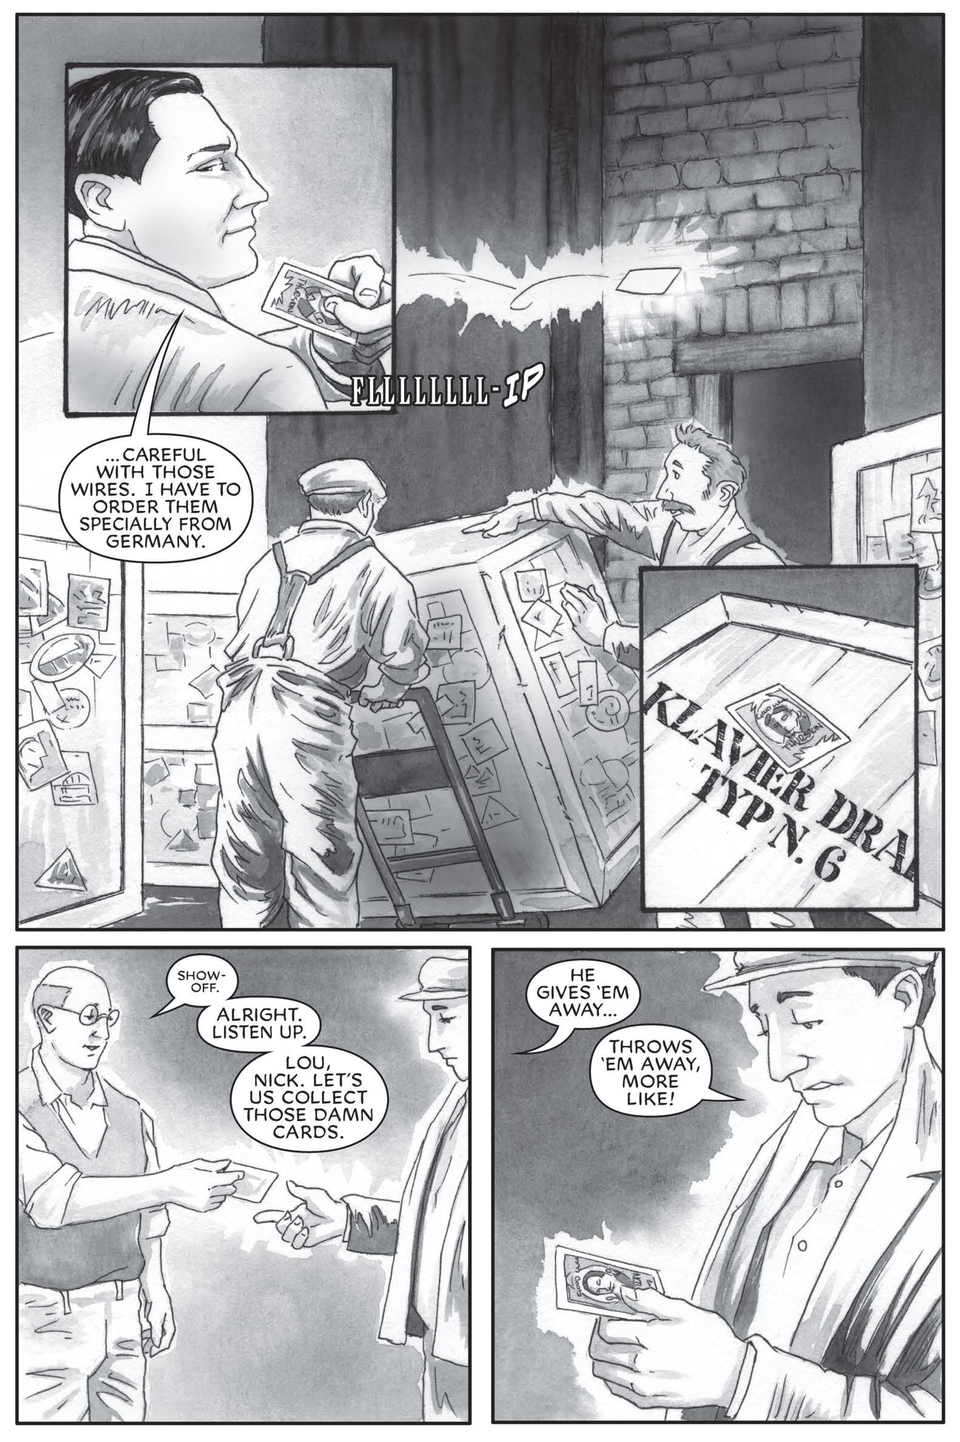 ...CAREFUL
WITH THOSE
WIRES. I HAVE TO
ORDER THEM
SPECIALLY FROM
GERMANY.
FLLLLLLLL-IP
KLAVIER DRA
TYP N. 6
SHOW-
OFF.
ALRIGHT.
LISTEN UP.
LOU,
NICK. LET'S
US COLLECT
THOSE DAMN
CARDS.
HE
GIVES 'EM
AWAY...
THROWS
'EM AWAY,
MORE
LIKE!